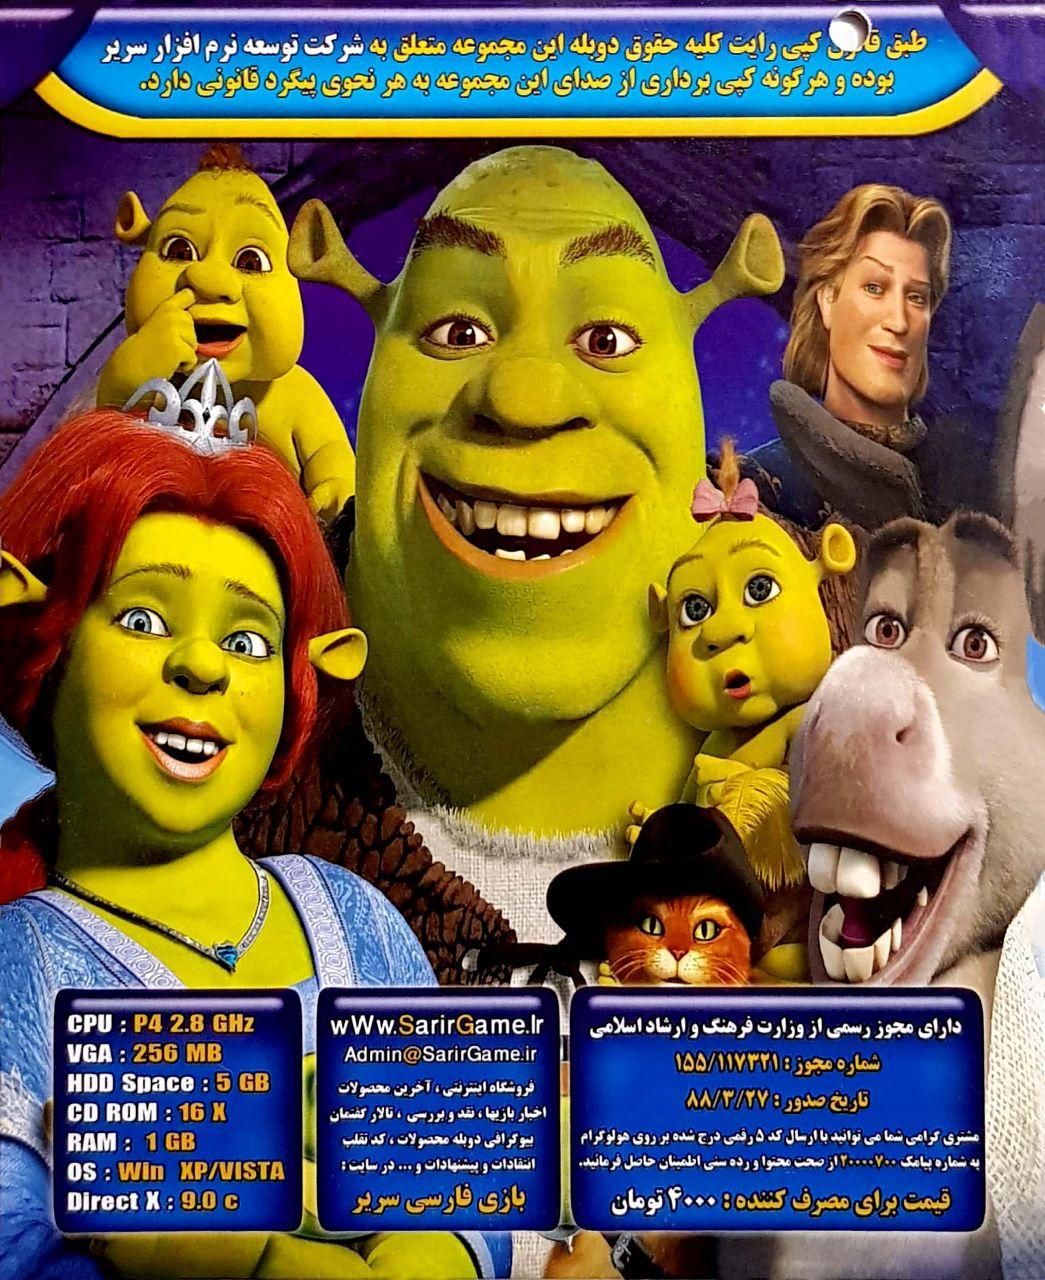 طبق قانون کپی رایت کلیه حقوق دوبله این مجموعه متعلق به شرکت توسعه نرم افزار سریر
بوده و هرگونه کپی برداری از صدای این مجموعه به هر نحوی پیگرد قانونی دارد.
CPU : P4 2.8 GHz
VGA : 256 MB
HDD Space : 5 GB
CD ROM : 16 X
RAM : 1 GB
OS : Win XP/VISTA
Direct X : 9.0 c
wWw.SarirGame.Ir
Admin@SarirGame.ir
فروشگاه اینترنتی ، آخرین محصولات
اخبار بازیها ، نقد و بررسی ، تالار گفتمان
بیوگرافی دوبله محصولات ، کد تقلب
انتقادات و پیشنهادات و ... در سایت :
بازی فارسی سریر
دارای مجوز رسمی از وزارت فرهنگ و ارشاد اسلامی
شماره مجوز : ۱۵۵/۱۱۷۳۲۱
تاریخ صدور : ۸۸/۳/۲۷
مشتری گرامی شما می توانید با ارسال کد ۵ رقمی درج شده بر روی هولوگرام
به شماره پیامک ۲۰۰۰۰۷۰۰ از صحت محتوا و رده سنی اطمینان حاصل فرمائید.
قیمت برای مصرف کننده : ۴۰۰۰ تومان